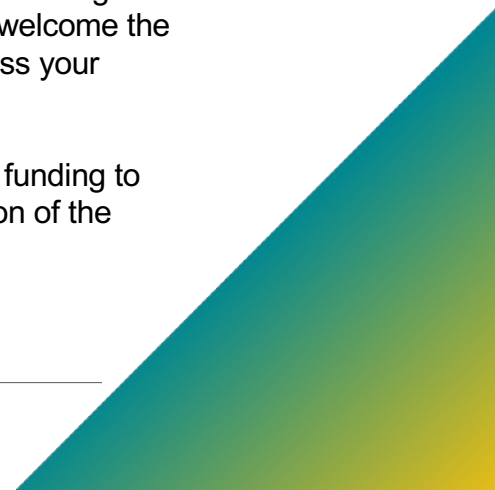 welcome the
ss your
funding to
on of the